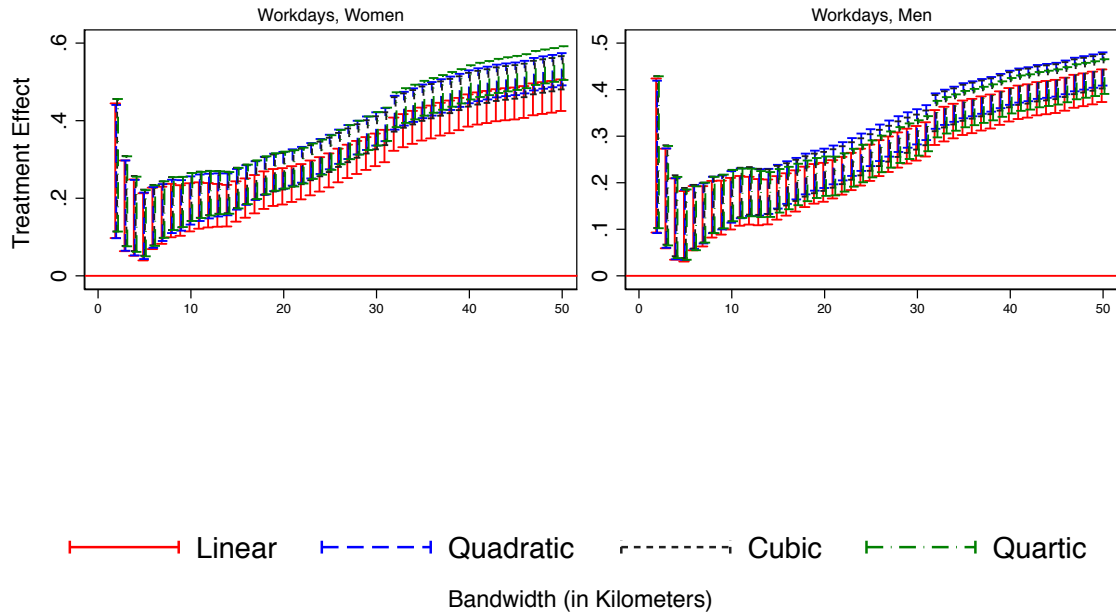 Workdays, Women
Workdays, Men
Treatment Effect
.6
.4
.2
0
0 10 20 30 40 50
.5
.4
.3
.2
.1
0
0 10 20 30 40 50
Linear Quadratic Cubic Quartic
Bandwidth (in Kilometers)